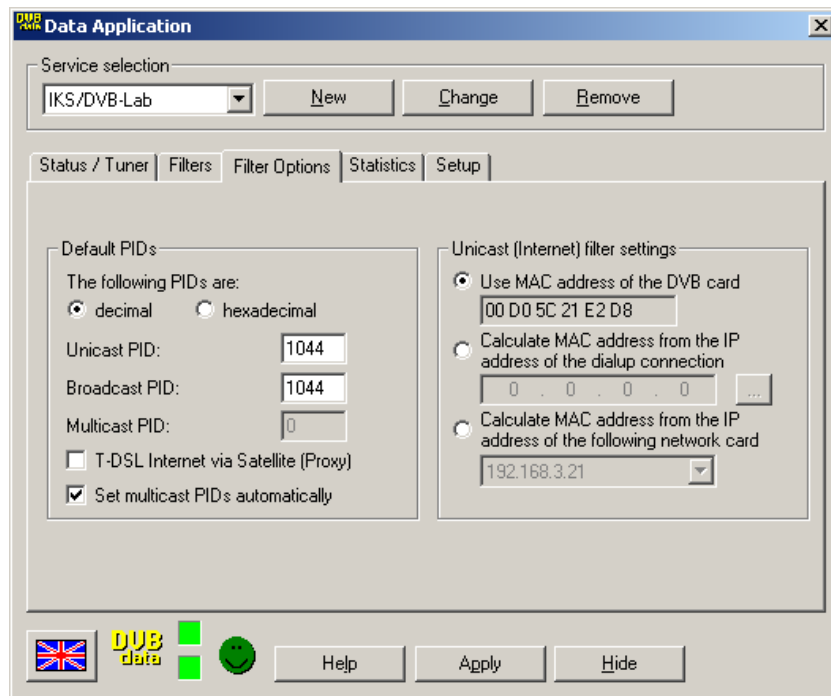 DVB data Data Application
Service selection
IKS/DVB-Lab New Change Remove
Status / Tuner Filters Filter Options Statistics Setup
Default PIDs
The following PIDs are:
decimal hexadecimal
Unicast PID: 1044
Broadcast PID: 1044
Multicast PID: 0
T-DSL Internet via Satellite (Proxy)
Set multicast PIDs automatically
Unicast (Internet) filter settings
Use MAC address of the DVB card
00 D0 5C 21 E2 D8
Calculate MAC address from the IP
address of the dialup connection
0 . 0 . 0 . 0 ...
Calculate MAC address from the IP
address of the following network card
192.168.3.21
DVB
data
Help Apply Hide